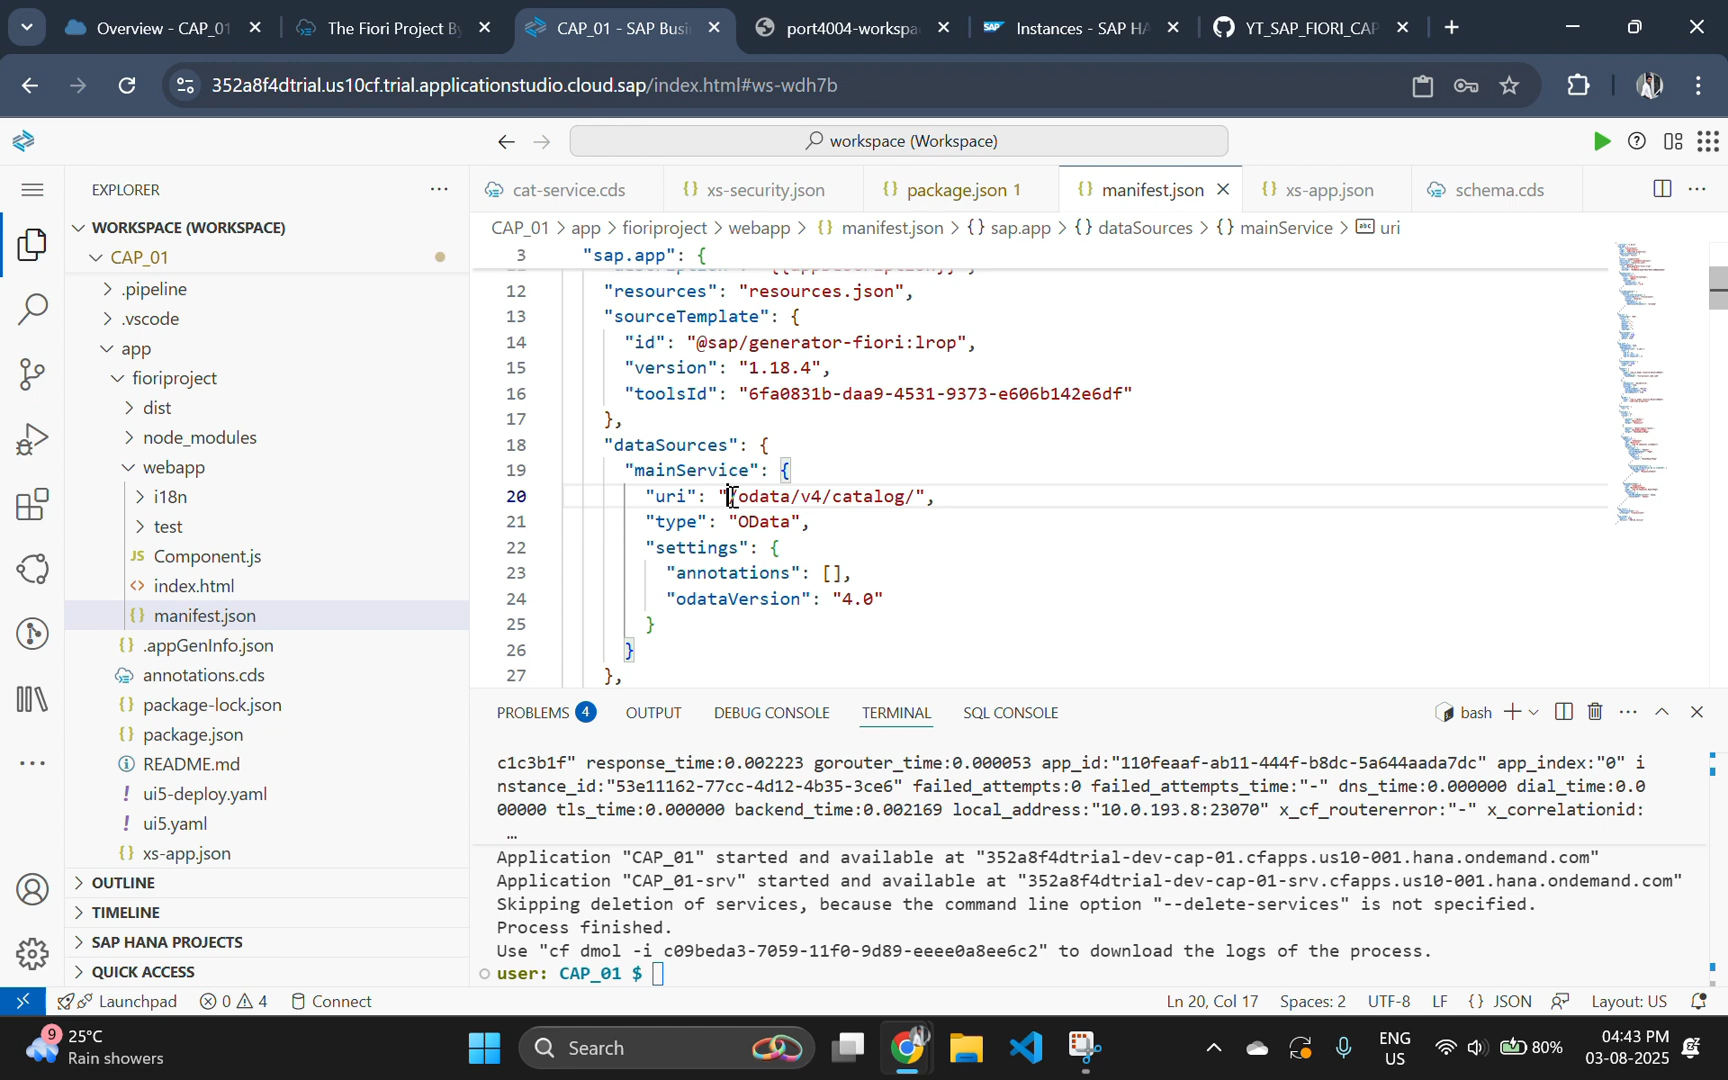 Overview - CAP_01
The Fiori Project By
CAP_01 - SAP Busi
port4004-workspa
Instances - SAP HA
YT_SAP_FIORI_CAP
352a8f4dtrial.us10cf.trial.applicationstudio.cloud.sap/index.html#ws-wdh7b
workspace (Workspace)
EXPLORER
cat-service.cds
xs-security.json
package.json 1
manifest.json
xs-app.json
schema.cds
CAP_01 > app > fioriproject > webapp > {} manifest.json > {} sap.app > {} dataSources > {} mainService > abc uri
WORKSPACE (WORKSPACE)
CAP_01
.pipeline
.vscode
app
fioriproject
dist
node_modules
webapp
i18n
test
JS Component.js
<> index.html
{} manifest.json
{} .appGenInfo.json
annotations.cds
{} package-lock.json
{} package.json
README.md
! ui5-deploy.yaml
! ui5.yaml
{} xs-app.json
OUTLINE
TIMELINE
SAP HANA PROJECTS
QUICK ACCESS
3 "sap.app": {
12 "resources": "resources.json",
13 "sourceTemplate": {
14 "id": "@sap/generator-fiori:lrop",
15 "version": "1.18.4",
16 "toolsId": "6fa0831b-daa9-4531-9373-e606b142e6df"
17 },
18 "dataSources": {
19 "mainService": {
20 "uri": "/odata/v4/catalog/",
21 "type": "OData",
22 "settings": {
23 "annotations": [],
24 "odataVersion": "4.0"
25 }
26 }
27 },
PROBLEMS 4 OUTPUT DEBUG CONSOLE TERMINAL SQL CONSOLE
bash
c1c3b1f" response_time:0.002223 gorouter_time:0.000053 app_id:"110feaaf-ab11-444f-b8dc-5a644aada7dc" app_index:"0" i
nstance_id:"53e11162-77cc-4d12-4b35-3ce6" failed_attempts:0 failed_attempts_time:"-" dns_time:0.000000 dial_time:0.0
00000 tls_time:0.000000 backend_time:0.002169 local_address:"10.0.193.8:23070" x_cf_routererror:"-" x_correlationid:
…
Application "CAP_01" started and available at "352a8f4dtrial-dev-cap-01.cfapps.us10-001.hana.ondemand.com"
Application "CAP_01-srv" started and available at "352a8f4dtrial-dev-cap-01-srv.cfapps.us10-001.hana.ondemand.com"
Skipping deletion of services, because the command line option "--delete-services" is not specified.
Process finished.
Use "cf dmol -i c09beda3-7059-11f0-9d89-eeee0a8ee6c2" to download the logs of the process.
user: CAP_01 $
Launchpad 0 4 Connect
Ln 20, Col 17 Spaces: 2 UTF-8 LF {} JSON Layout: US
9
25°C
Rain showers
Search
ENG
US
80%
04:43 PM
03-08-2025